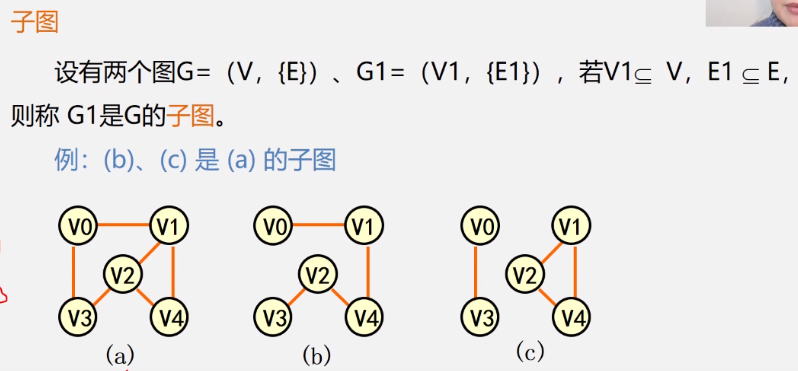 子图
设有两个图G=（V，{E}）、G1=（V1，{E1}），若V1⊆ V，E1 ⊆ E，
则称 G1是G的子图。
例：(b)、(c) 是 (a) 的子图
V0 V1 V0 V1 V0 V1
V2 V2 V2
V3 V4 V3 V4 V3 V4
(a) (b) (c)